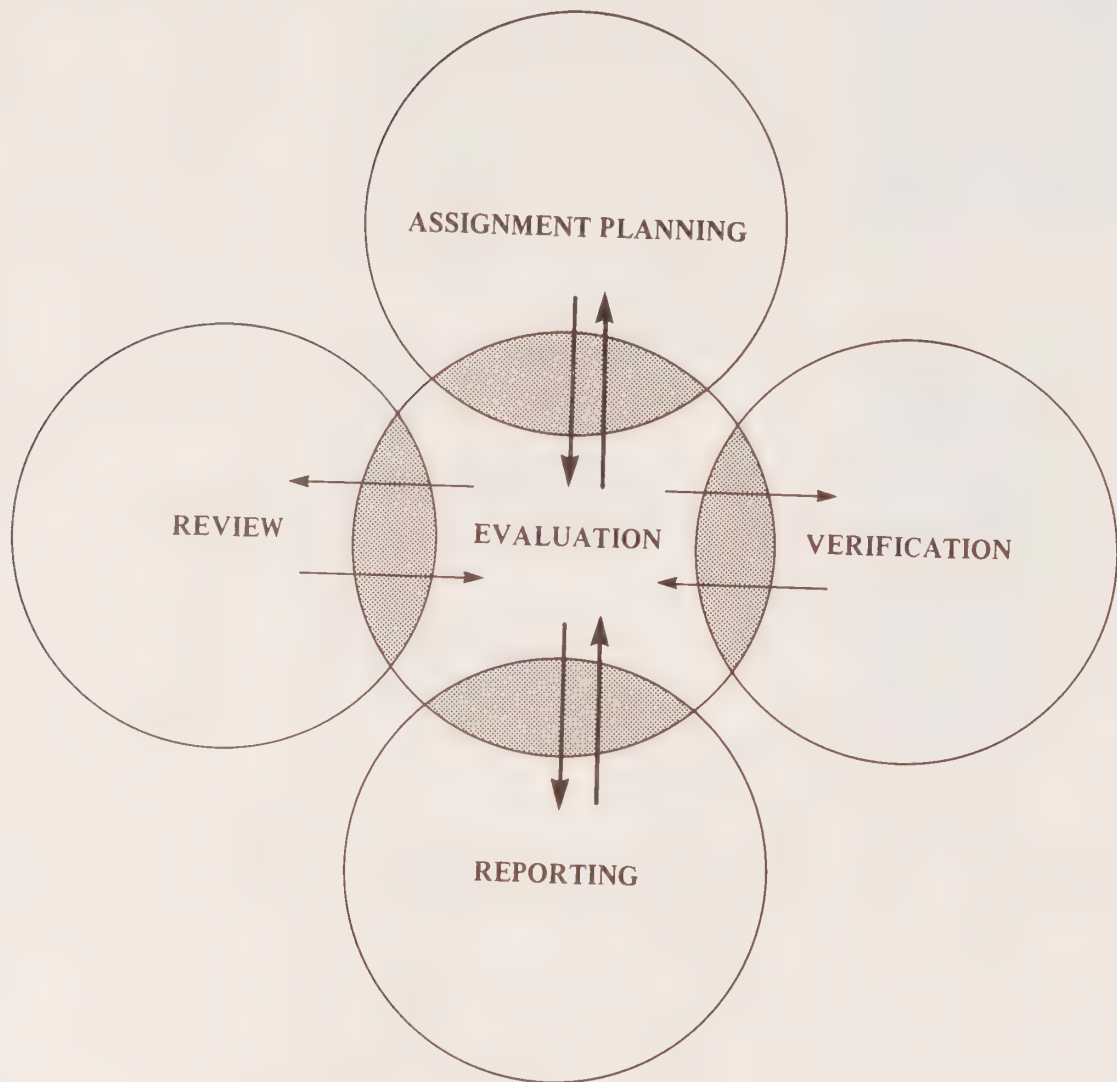 ASSIGNMENT PLANNING
REVIEW
EVALUATION
VERIFICATION
REPORTING